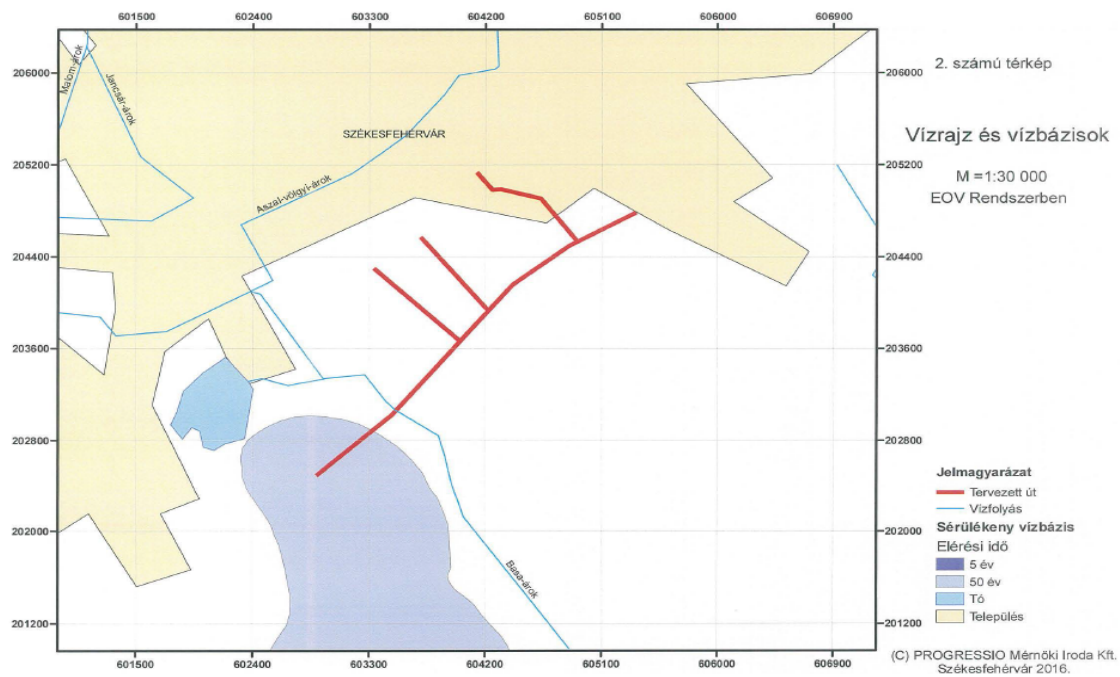 601500 602400 603300 604200 605100 606000 606900
206000 206000
205200 205200
204400 204400
203600 203600
202800 202800
202000 202000
201200 201200
601500 602400 603300 604200 605100 606000 606900
Malom-árok
Jancsár-árok
SZÉKESFEHÉRVÁR
Aszal-völgyi-árok
Basa-árok
2. számú térkép
Vízrajz és vízbázisok
M =1:30 000
EOV Rendszerben
Jelmagyarázat
Tervezett út
Vízfolyás
Sérülékeny vízbázis
Elérési idő
5 év
50 év
Tó
Település
(C) PROGRESSIO Mérnöki Iroda Kft.
Székesfehérvár 2016.